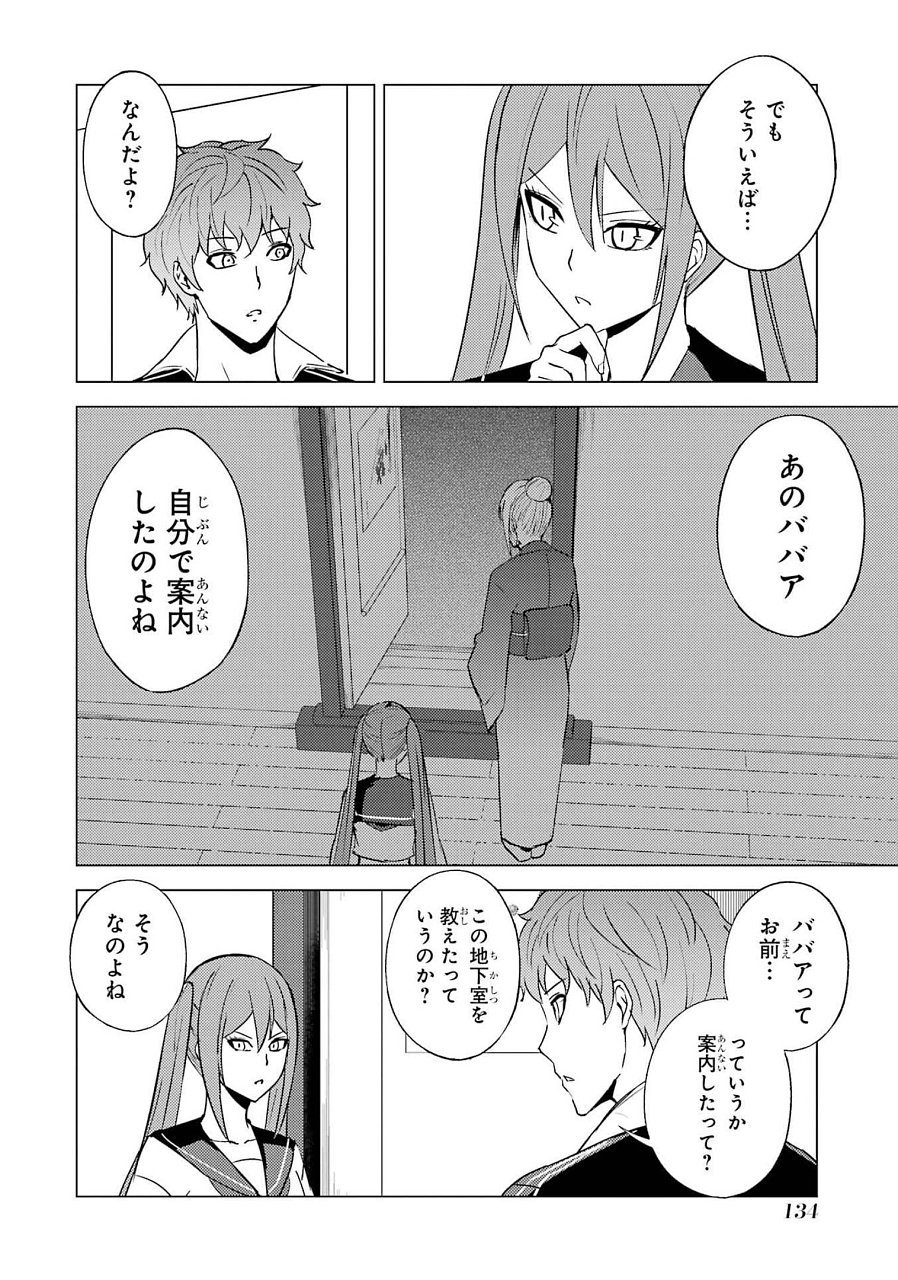 でも
そういえば…
なんだよ?
あのババア
自分で案内
したのよね
ババアって
お前…
っていうか
案内したって?
この地下室を
教えたって
いうのか?
そう
なのよね
134